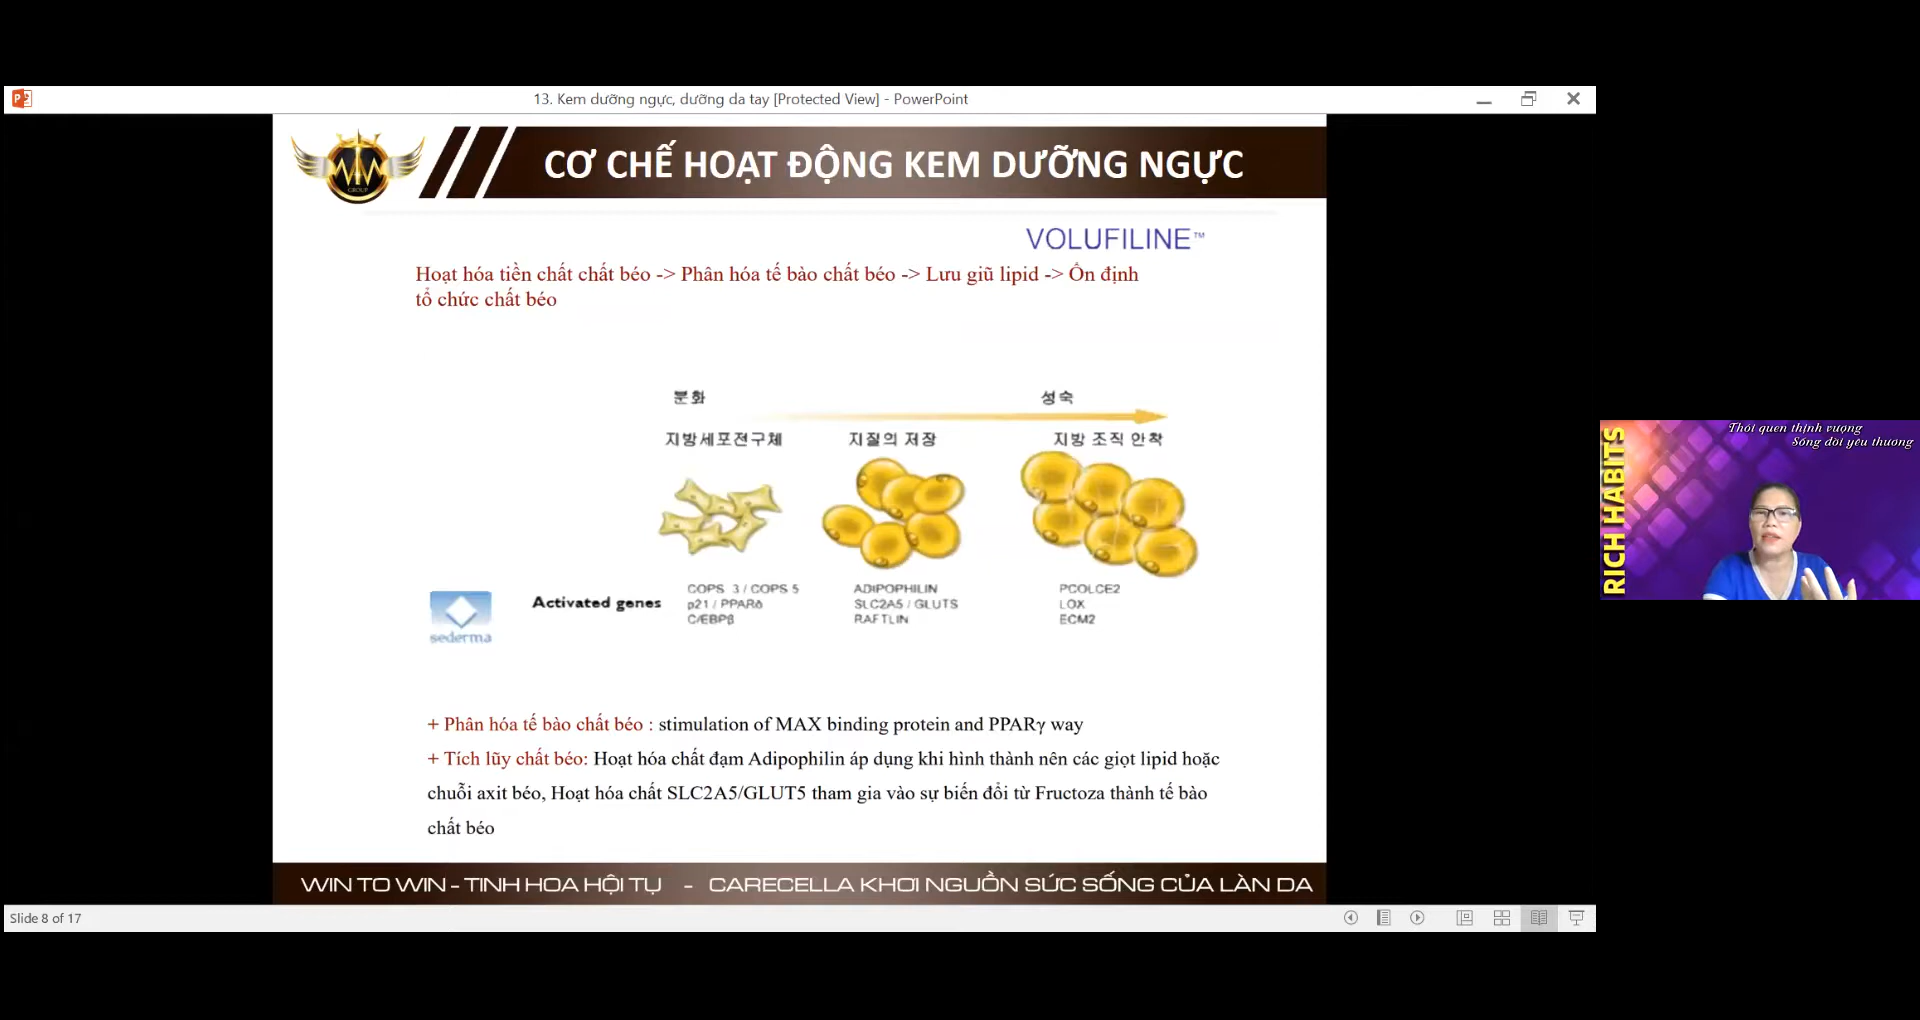 13. Kem dưỡng ngực, dưỡng da tay [Protected View] - PowerPoint
WIN
GROUP
CƠ CHẾ HOẠT ĐỘNG KEM DƯỠNG NGỰC
VOLUFILINE™
Hoạt hóa tiền chất chất béo -> Phân hóa tế bào chất béo -> Lưu giũ lipid -> Ổn định
tổ chức chất béo
분화 성숙
지방세포젼구체 지질의 저장 지방 조직 안착
Activated genes
COPS 3 / COPS 5
p21 / PPARδ
C/EBPβ
ADIPOPHILIN
SLC2A5 / GLUT5
RAFTLIN
PCOLCE2
LOX
ECM2
sederma
+ Phân hóa tế bào chất béo : stimulation of MAX binding protein and PPARγ way
+ Tích lũy chất béo: Hoạt hóa chất đạm Adipophilin áp dụng khi hình thành nên các giọt lipid hoặc
chuỗi axit béo, Hoạt hóa chất SLC2A5/GLUT5 tham gia vào sự biến đổi từ Fructoza thành tế bào
chất béo
WIN TO WIN - TINH HOA HỘI TỤ - CARECELLA KHƠI NGUỒN SỨC SỐNG CỦA LÀN DA
Slide 8 of 17
RICH HABITS
Thói quen thịnh vượng
Sống đời yêu thương